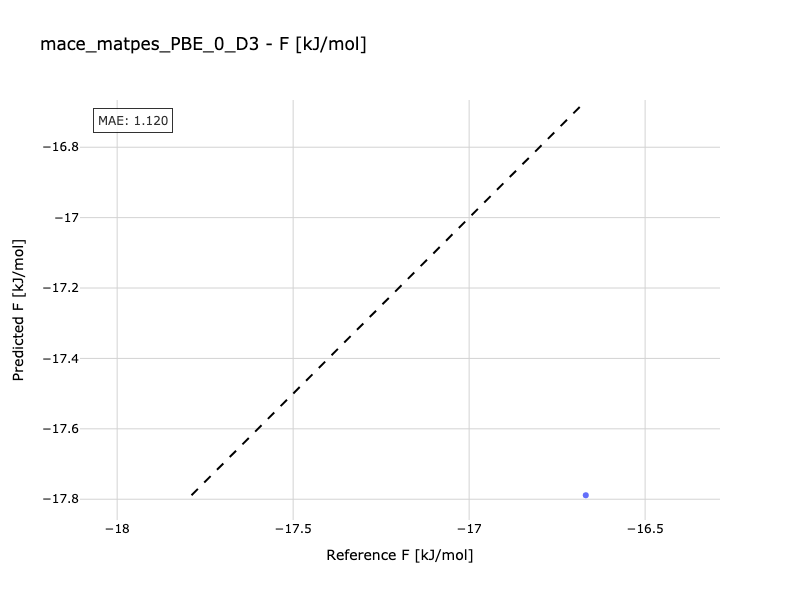 mace_matpes_PBE_0_D3 - F [kJ/mol]
MAE: 1.120
−16.8
−17
−17.2
−17.4
−17.6
−17.8
Predicted F [kJ/mol]
−18
−17.5
−17
−16.5
Reference F [kJ/mol]